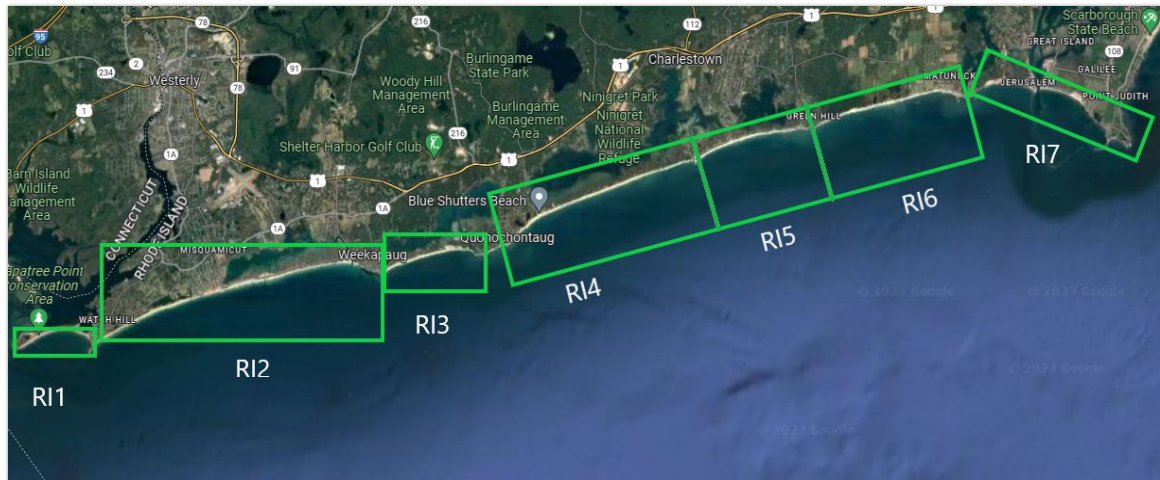 Scarborough
State Beach
GREAT ISLAND
108
GALILEE
JERUSALEM
POINT JUDITH
78
216
112
1
95
Golf Club
2
91
Burlingame
State Park
Charlestown
234
Westerly
78
Woody Hill
Management
Area
Burlingame
Management
Area
Ninigret Park
Ninigret
National
Wildlife
Refuge
MATUNUCK
GREEN HILL
1
216
1
1A
Shelter Harbor Golf Club
1
1
Barn Island
Wildlife
Management
Area
CONNECTICUT
RHODE ISLAND
1A
1A
Blue Shutters Beach
MISQUAMICUT
Weekapaug
Quonochontaug
Napatree Point
Conservation
Area
WATCH HILL
RI1
RI2
RI3
RI4
RI5
RI6
RI7
© 2023 Google
© 2023 Google
© 2023 Google
© 2023 Google